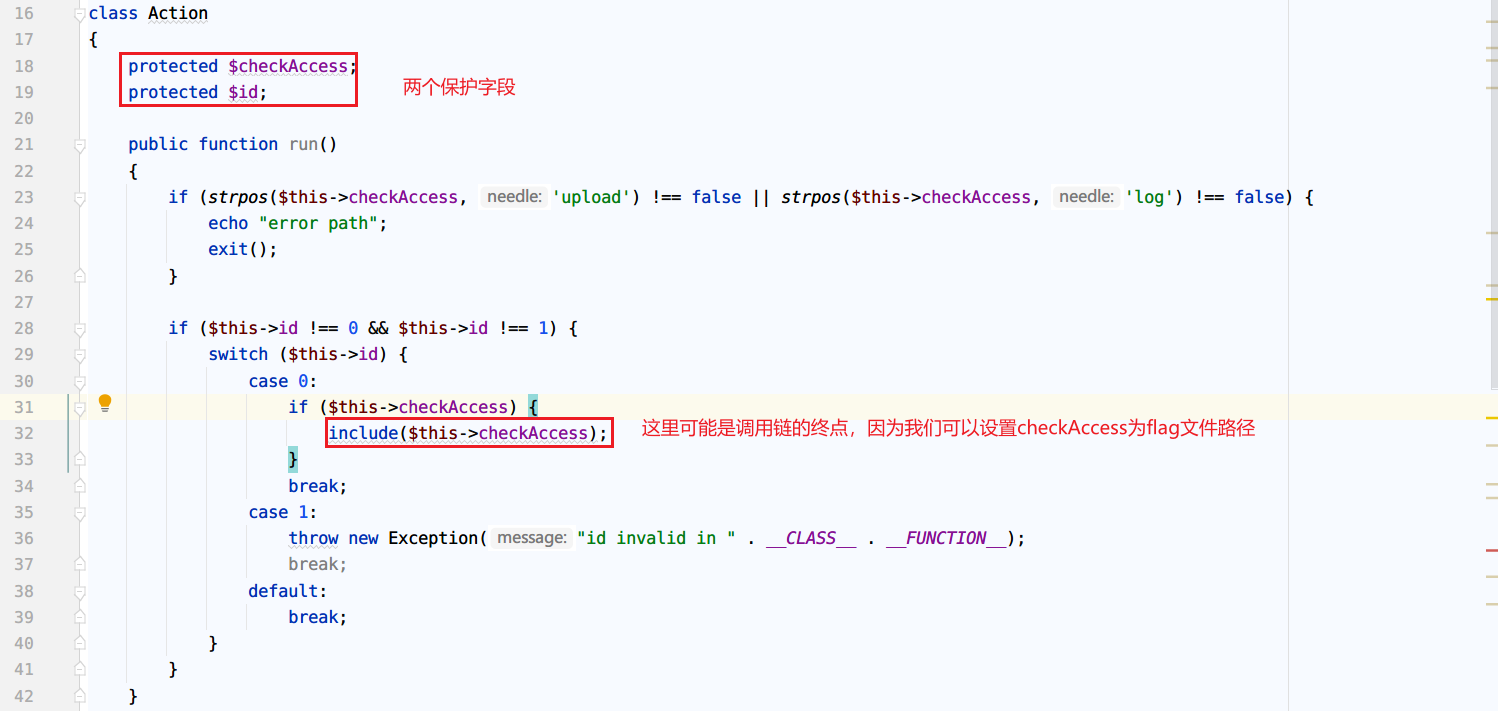 16 class Action
17 {
18 protected $checkAccess;
两个保护字段
19 protected $id;
20
21 public function run()
22 {
23 if (strpos($this->checkAccess, needle: 'upload') !== false || strpos($this->checkAccess, needle: 'log') !== false) {
24 echo "error path";
25 exit();
26 }
27
28 if ($this->id !== 0 && $this->id !== 1) {
29 switch ($this->id) {
30 case 0:
31 if ($this->checkAccess) {
32 include($this->checkAccess); 这里可能是调用链的终点，因为我们可以设置checkAccess为flag文件路径
33 }
34 break;
35 case 1:
36 throw new Exception( message: "id invalid in " . __CLASS__ . __FUNCTION__);
37 break;
38 default:
39 break;
40 }
41 }
42 }